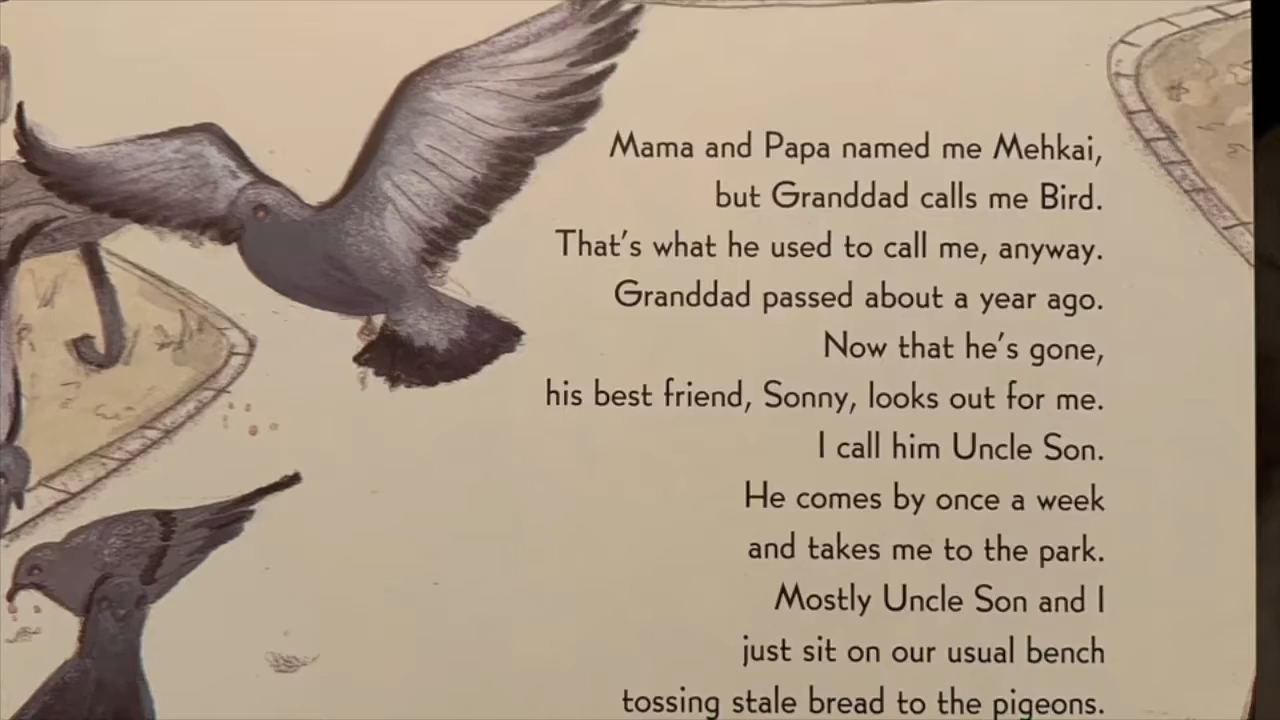 Mama and Papa named me Mehkai,
but Granddad calls me Bird.
That's what he used to call me, anyway.
Granddad passed about a year ago.
Now that he's gone,
his best friend, Sonny, looks out for me.
I call him Uncle Son.
He comes by once a week
and takes me to the park.
Mostly Uncle Son and I
just sit on our usual bench
tossing stale bread to the pigeons.